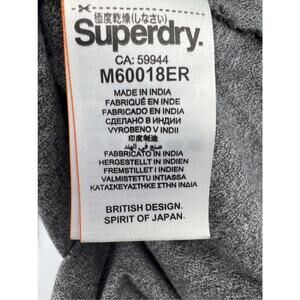 極度乾燥(しなさい)
Superdry.
CA: 59944
M60018ER
MADE IN INDIA
FABRIQUÉ EN INDE
FABRICADO EN INDIA
СДЕЛАНО В ИНДИИ
VYROBENO V INDII
印度制造
صنع في الهند
FABBRICATO IN INDIA
HERGESTELLT IN INDIEN
FREMSTILLET I INDIEN
VALMISTETTU INTIASSA
ΚΑΤΑΣΚΕΥΑΣΤΗΚΕ ΣΤΗΝ ΙΝΔΙΑ
BRITISH DESIGN.
SPIRIT OF JAPAN.